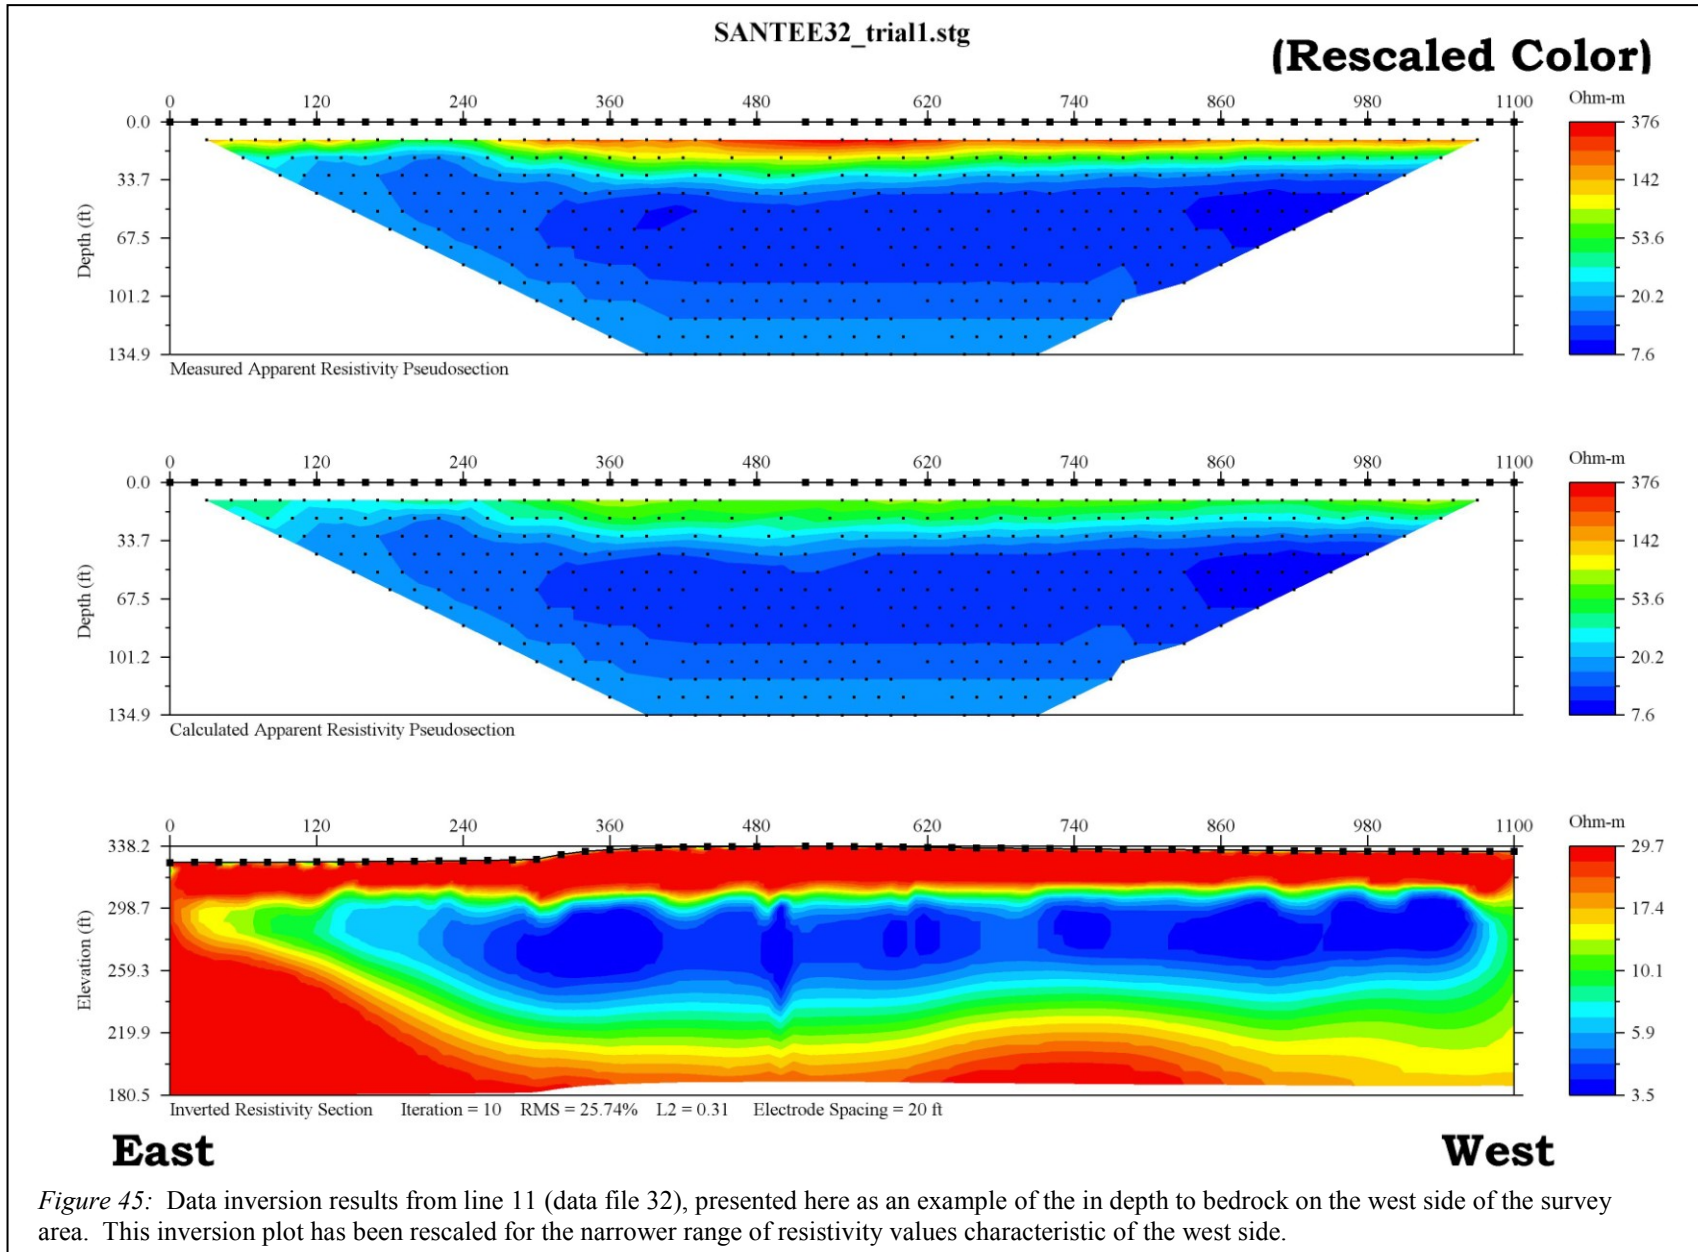 SANTEE32_trial1.stg
(Rescaled Color)
0 120 240 360 480 620 740 860 980 1100 Ohm-m
0.0
33.7
67.5
101.2
134.9
Depth (ft)
376
142
53.6
20.2
7.6
Measured Apparent Resistivity Pseudosection
0 120 240 360 480 620 740 860 980 1100 Ohm-m
0.0
33.7
67.5
101.2
134.9
Depth (ft)
376
142
53.6
20.2
7.6
Calculated Apparent Resistivity Pseudosection
0 120 240 360 480 620 740 860 980 1100 Ohm-m
338.2
298.7
259.3
219.9
180.5
Elevation (ft)
29.7
17.4
10.1
5.9
3.5
Inverted Resistivity Section Iteration = 10 RMS = 25.74% L2 = 0.31 Electrode Spacing = 20 ft
East West
Figure 45: Data inversion results from line 11 (data file 32), presented here as an example of the in depth to bedrock on the west side of the survey
area. This inversion plot has been rescaled for the narrower range of resistivity values characteristic of the west side.